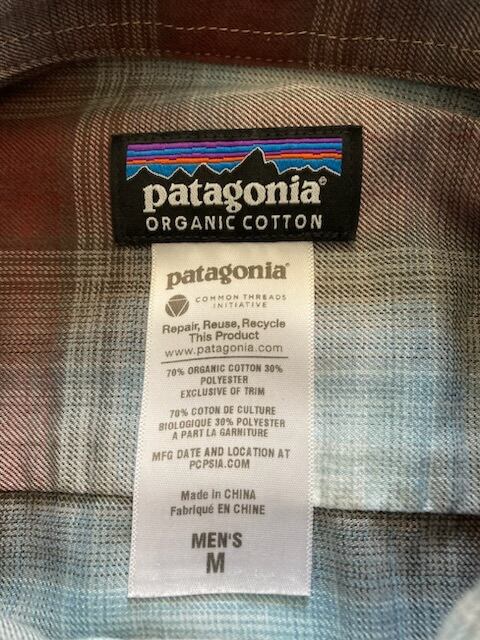 patagonia®
ORGANIC COTTON
patagonia®
COMMON THREADS
INITIATIVE
Repair, Reuse, Recycle
This Product
www.patagonia.com
70% ORGANIC COTTON 30%
POLYESTER
EXCLUSIVE OF TRIM
70% COTON DE CULTURE
BIOLOGIQUE 30% POLYESTER
A PART LA GARNITURE
MFG DATE AND LOCATION AT
PCPSIA.COM
Made in CHINA
Fabriqué EN CHINE
MEN'S
M